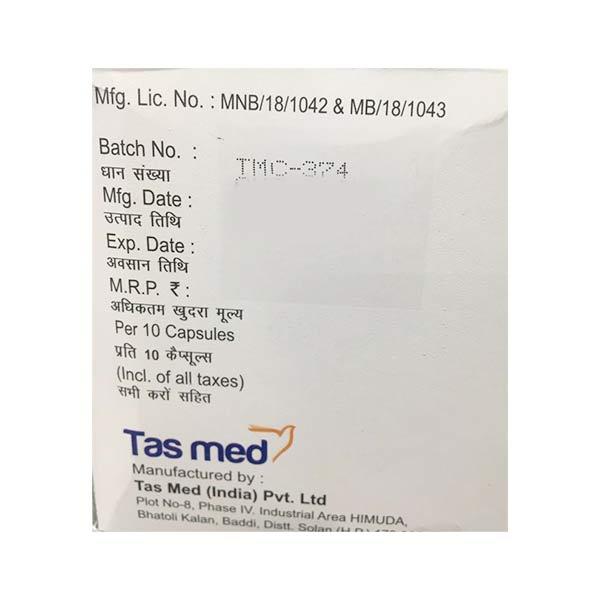 Mfg. Lic. No. : MNB/18/1042 & MB/18/1043
Batch No. : TMC-374
धान संख्या
Mfg. Date :
उत्पाद तिथि
Exp. Date :
अवसान तिथि
M.R.P. ₹ :
अधिकतम खुदरा मूल्य
Per 10 Capsules
प्रति 10 कैप्सूल्स
(Incl. of all taxes)
सभी करों सहित
Tas med
Manufactured by :
Tas Med (India) Pvt. Ltd
Plot No-8, Phase IV. Industrial Area HIMUDA,
Bhatoli Kalan, Baddi, Distt. Solan (H.P.)